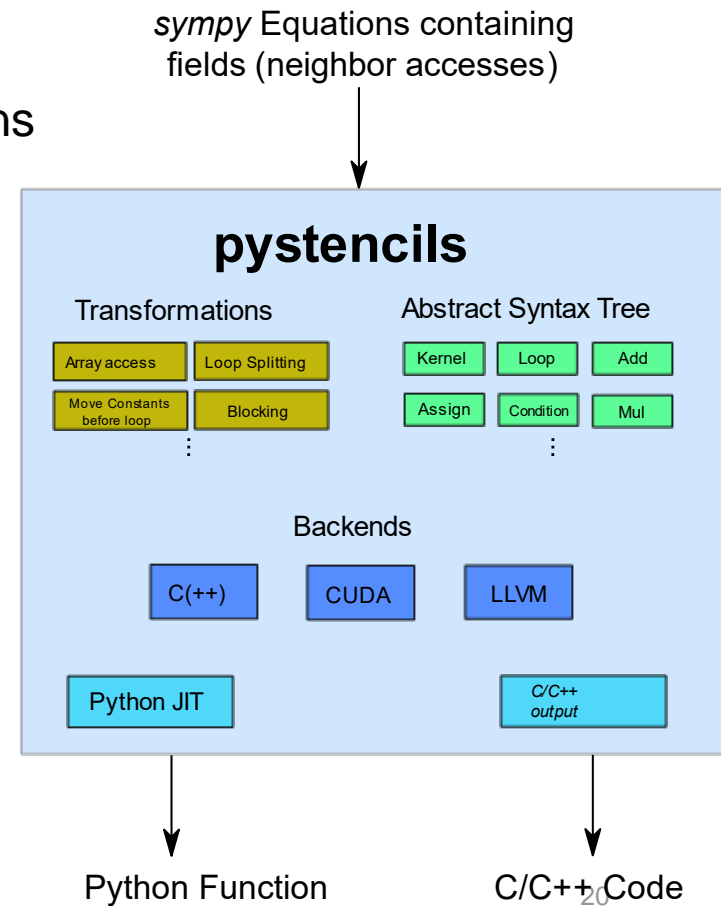 sympy Equations containing
fields (neighbor accesses)
ns
pystencils
Transformations
Abstract Syntax Tree
Array access
Loop Splitting
Kernel
Loop
Add
Move Constants
before loop
Blocking
Assign
Condition
Mul
⋮
⋮
Backends
C(++)
CUDA
LLVM
Python JIT
C/C++
output
Python Function
C/C++ Code
20